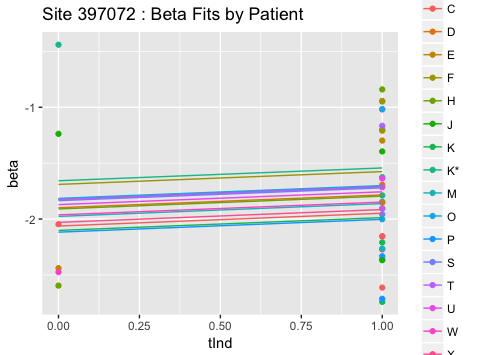 Site 397072 : Beta Fits by Patient
beta
-1
-2
0.00 0.25 0.50 0.75 1.00
tInd
C
D
E
F
H
J
K
K*
M
O
P
S
T
U
W